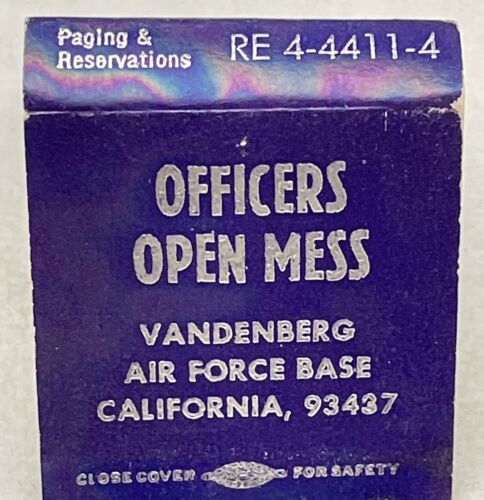 Paging &
Reservations
RE 4-4411-4
OFFICERS
OPEN MESS
VANDENBERG
AIR FORCE BASE
CALIFORNIA, 93437
CLOSE COVER FOR SAFETY